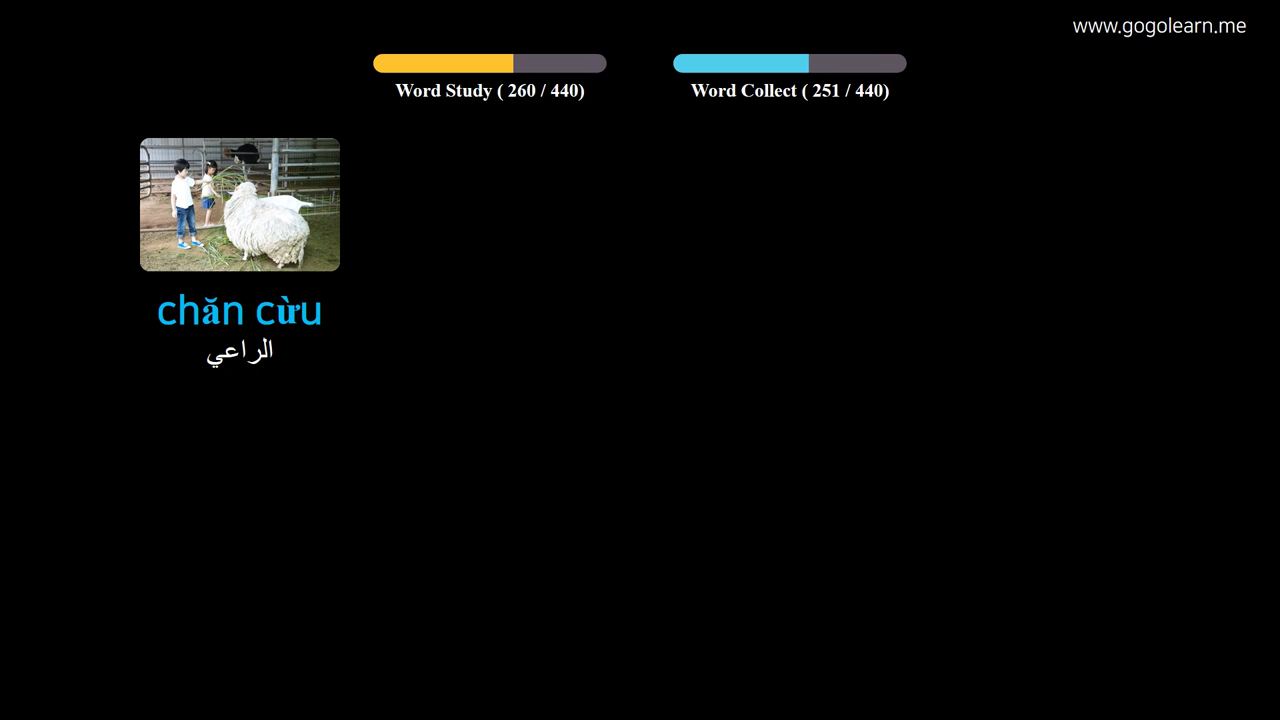 www.gogolearn.me
Word Study ( 260 / 440)
Word Collect ( 251 / 440)
chăn cừu
الراعي